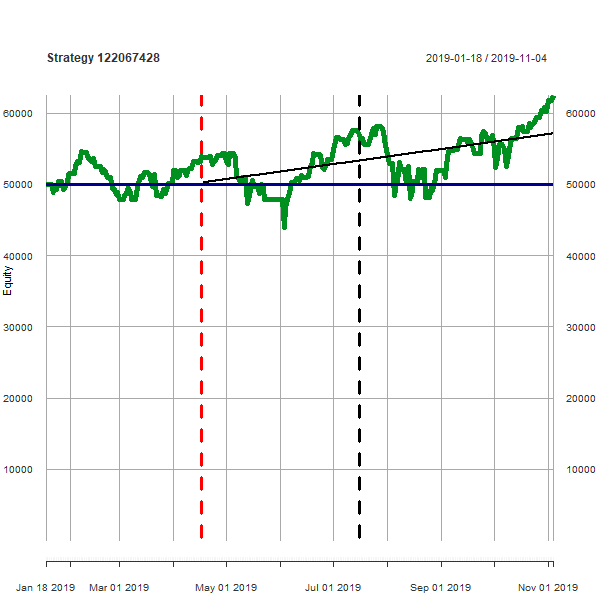 Strategy 122067428
2019-01-18 / 2019-11-04
60000
60000
50000
50000
40000
40000
30000
30000
20000
20000
10000
10000
Equity
Jan 18 2019
Mar 01 2019
May 01 2019
Jul 01 2019
Sep 01 2019
Nov 01 2019